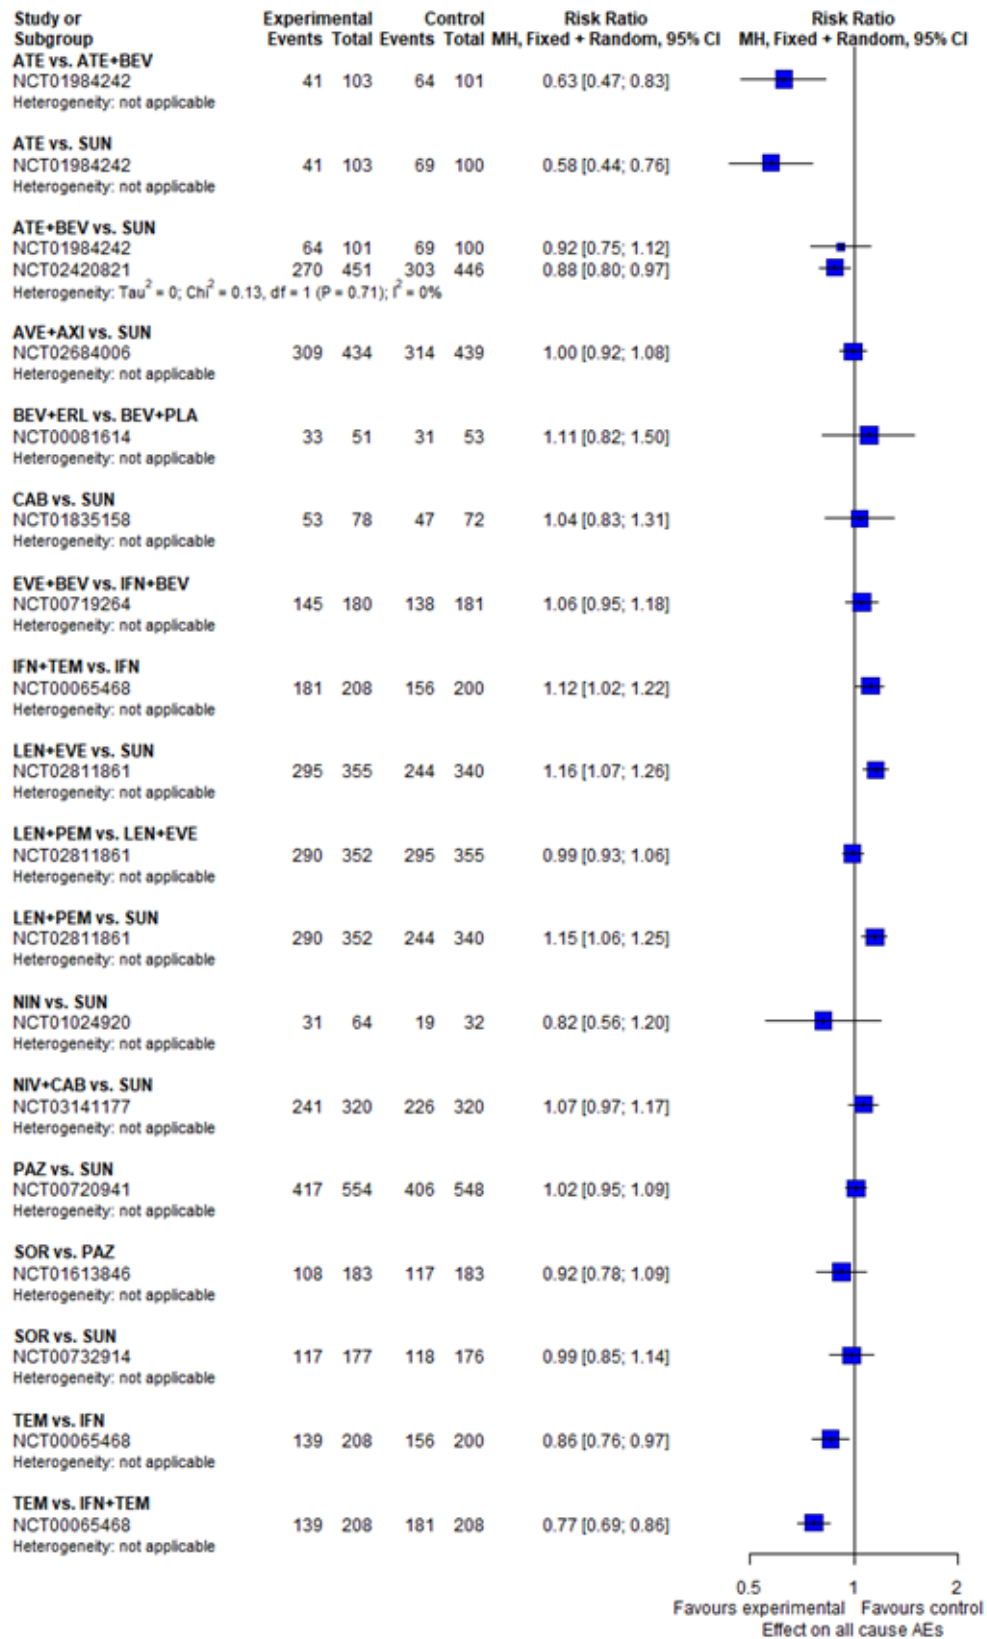 Study or Experimental Control Risk Ratio Risk Ratio
Subgroup Events Total Events Total MH, Fixed + Random, 95% CI MH, Fixed + Random, 95% CI
ATE vs. ATE+BEV
NCT01984242 41 103 64 101 0.63 [0.47; 0.83]
Heterogeneity: not applicable
ATE vs. SUN
NCT01984242 41 103 69 100 0.58 [0.44; 0.76]
Heterogeneity: not applicable
ATE+BEV vs. SUN
NCT01984242 64 101 69 100 0.92 [0.75; 1.12]
NCT02420821 270 451 303 446 0.88 [0.80; 0.97]
Heterogeneity: Tau² = 0; Chi² = 0.13, df = 1 (P = 0.71); I² = 0%
AVE+AXI vs. SUN
NCT02684006 309 434 314 439 1.00 [0.92; 1.08]
Heterogeneity: not applicable
BEV+ERL vs. BEV+PLA
NCT00081614 33 51 31 53 1.11 [0.82; 1.50]
Heterogeneity: not applicable
CAB vs. SUN
NCT01835158 53 78 47 72 1.04 [0.83; 1.31]
Heterogeneity: not applicable
EVE+BEV vs. IFN+BEV
NCT00719264 145 180 138 181 1.06 [0.95; 1.18]
Heterogeneity: not applicable
IFN+TEM vs. IFN
NCT00065468 181 208 156 200 1.12 [1.02; 1.22]
Heterogeneity: not applicable
LEN+EVE vs. SUN
NCT02811861 295 355 244 340 1.16 [1.07; 1.26]
Heterogeneity: not applicable
LEN+PEM vs. LEN+EVE
NCT02811861 290 352 295 355 0.99 [0.93; 1.06]
Heterogeneity: not applicable
LEN+PEM vs. SUN
NCT02811861 290 352 244 340 1.15 [1.06; 1.25]
Heterogeneity: not applicable
NIN vs. SUN
NCT01024920 31 64 19 32 0.82 [0.56; 1.20]
Heterogeneity: not applicable
NIV+CAB vs. SUN
NCT03141177 241 320 226 320 1.07 [0.97; 1.17]
Heterogeneity: not applicable
PAZ vs. SUN
NCT00720941 417 554 406 548 1.02 [0.95; 1.09]
Heterogeneity: not applicable
SOR vs. PAZ
NCT01613846 108 183 117 183 0.92 [0.78; 1.09]
Heterogeneity: not applicable
SOR vs. SUN
NCT00732914 117 177 118 176 0.99 [0.85; 1.14]
Heterogeneity: not applicable
TEM vs. IFN
NCT00065468 139 208 156 200 0.86 [0.76; 0.97]
Heterogeneity: not applicable
TEM vs. IFN+TEM
NCT00065468 139 208 181 208 0.77 [0.69; 0.86]
Heterogeneity: not applicable
0.5 1 2
Favours experimental Favours control
Effect on all cause AEs